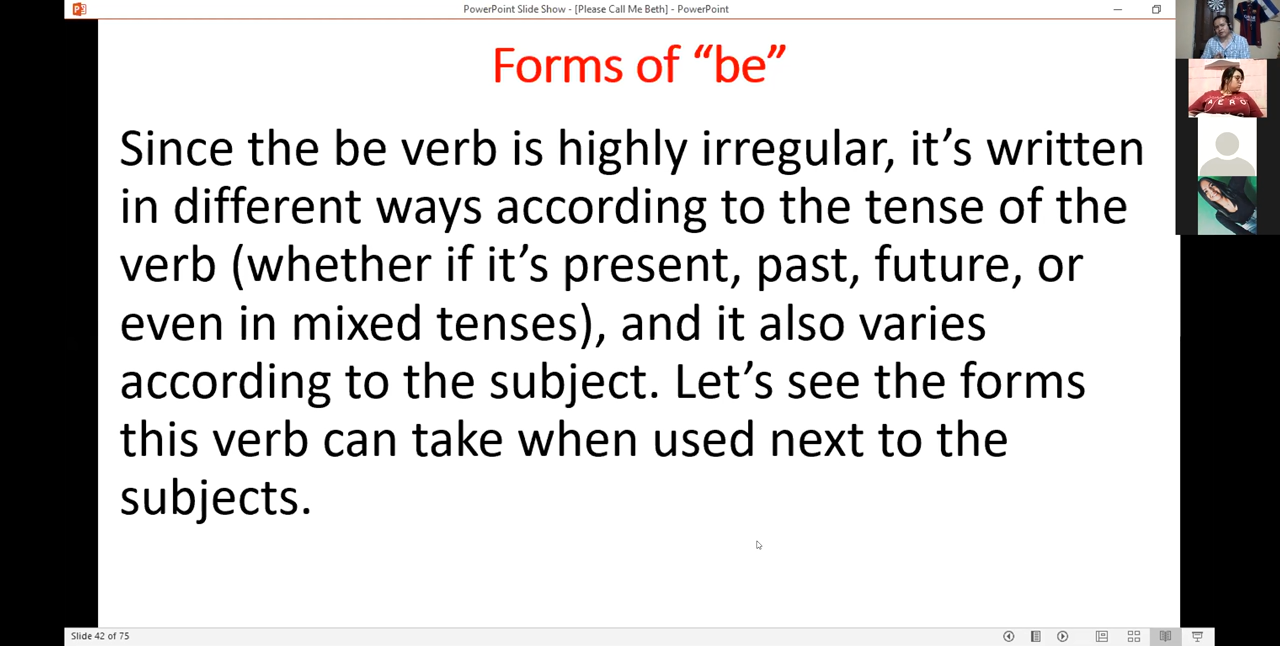 PowerPoint Slide Show - [Please Call Me Beth] - PowerPoint
Forms of “be”
Since the be verb is highly irregular, it’s written
in different ways according to the tense of the
verb (whether if it’s present, past, future, or
even in mixed tenses), and it also varies
according to the subject. Let’s see the forms
this verb can take when used next to the
subjects.
AERO
Slide 42 of 75